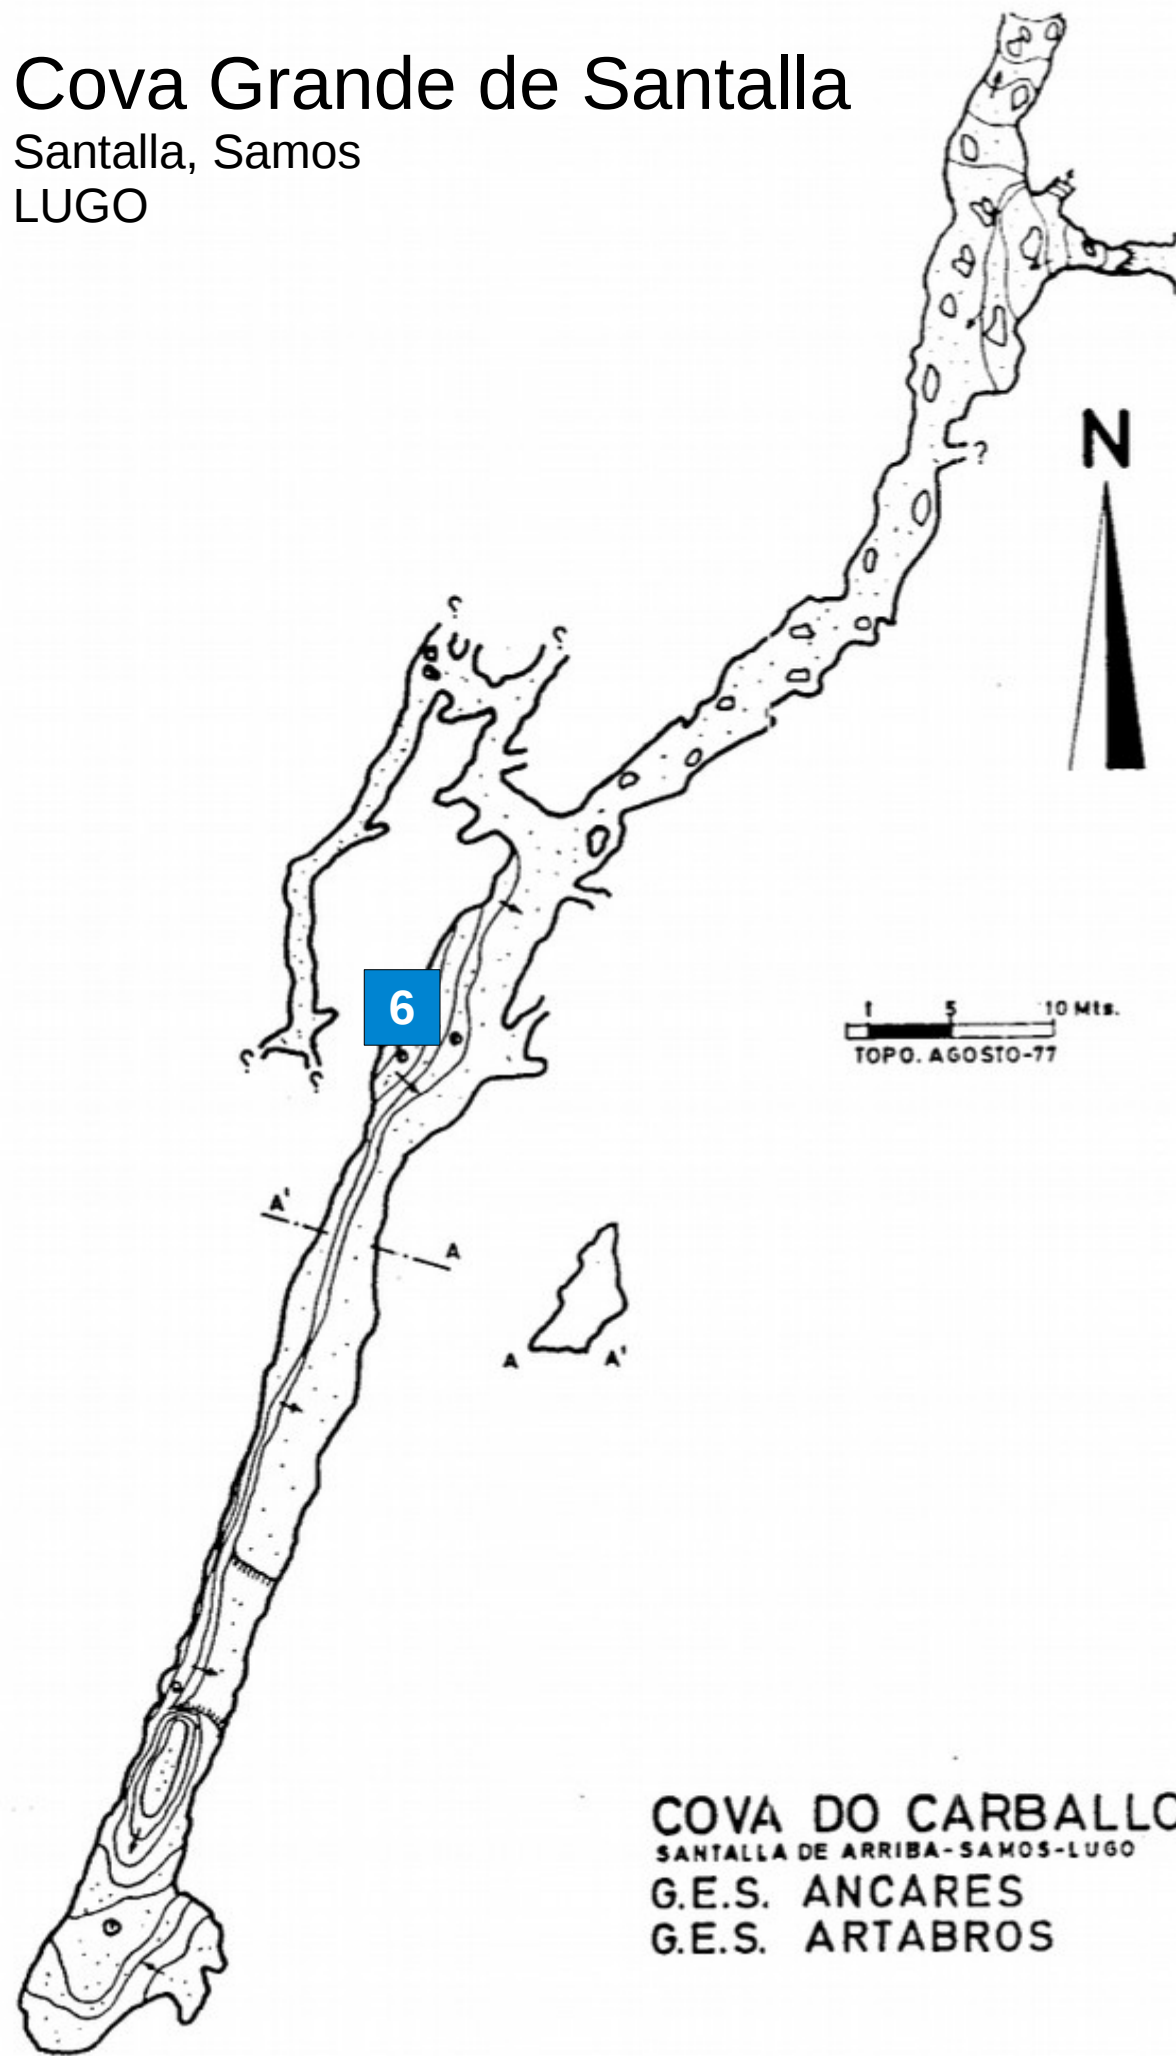 Cova Grande de Santalla
Santalla, Samos
LUGO
N
?
?
?
6
1 5 10 Mts.
TOPO. AGOSTO-77
?
?
A'
A
A A'
COVA DO CARBALLO
SANTALLA DE ARRIBA-SAMOS-LUGO
G.E.S. ANCARES
G.E.S. ARTABROS